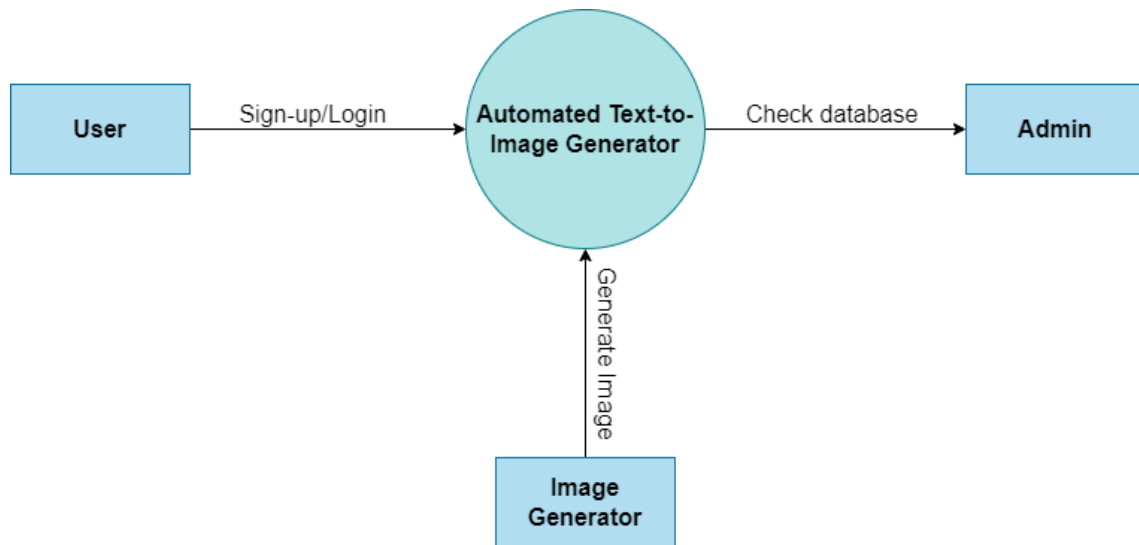 User
Sign-up/Login
Automated Text-to-
Image Generator
Check database
Admin
Generate Image
Image
Generator